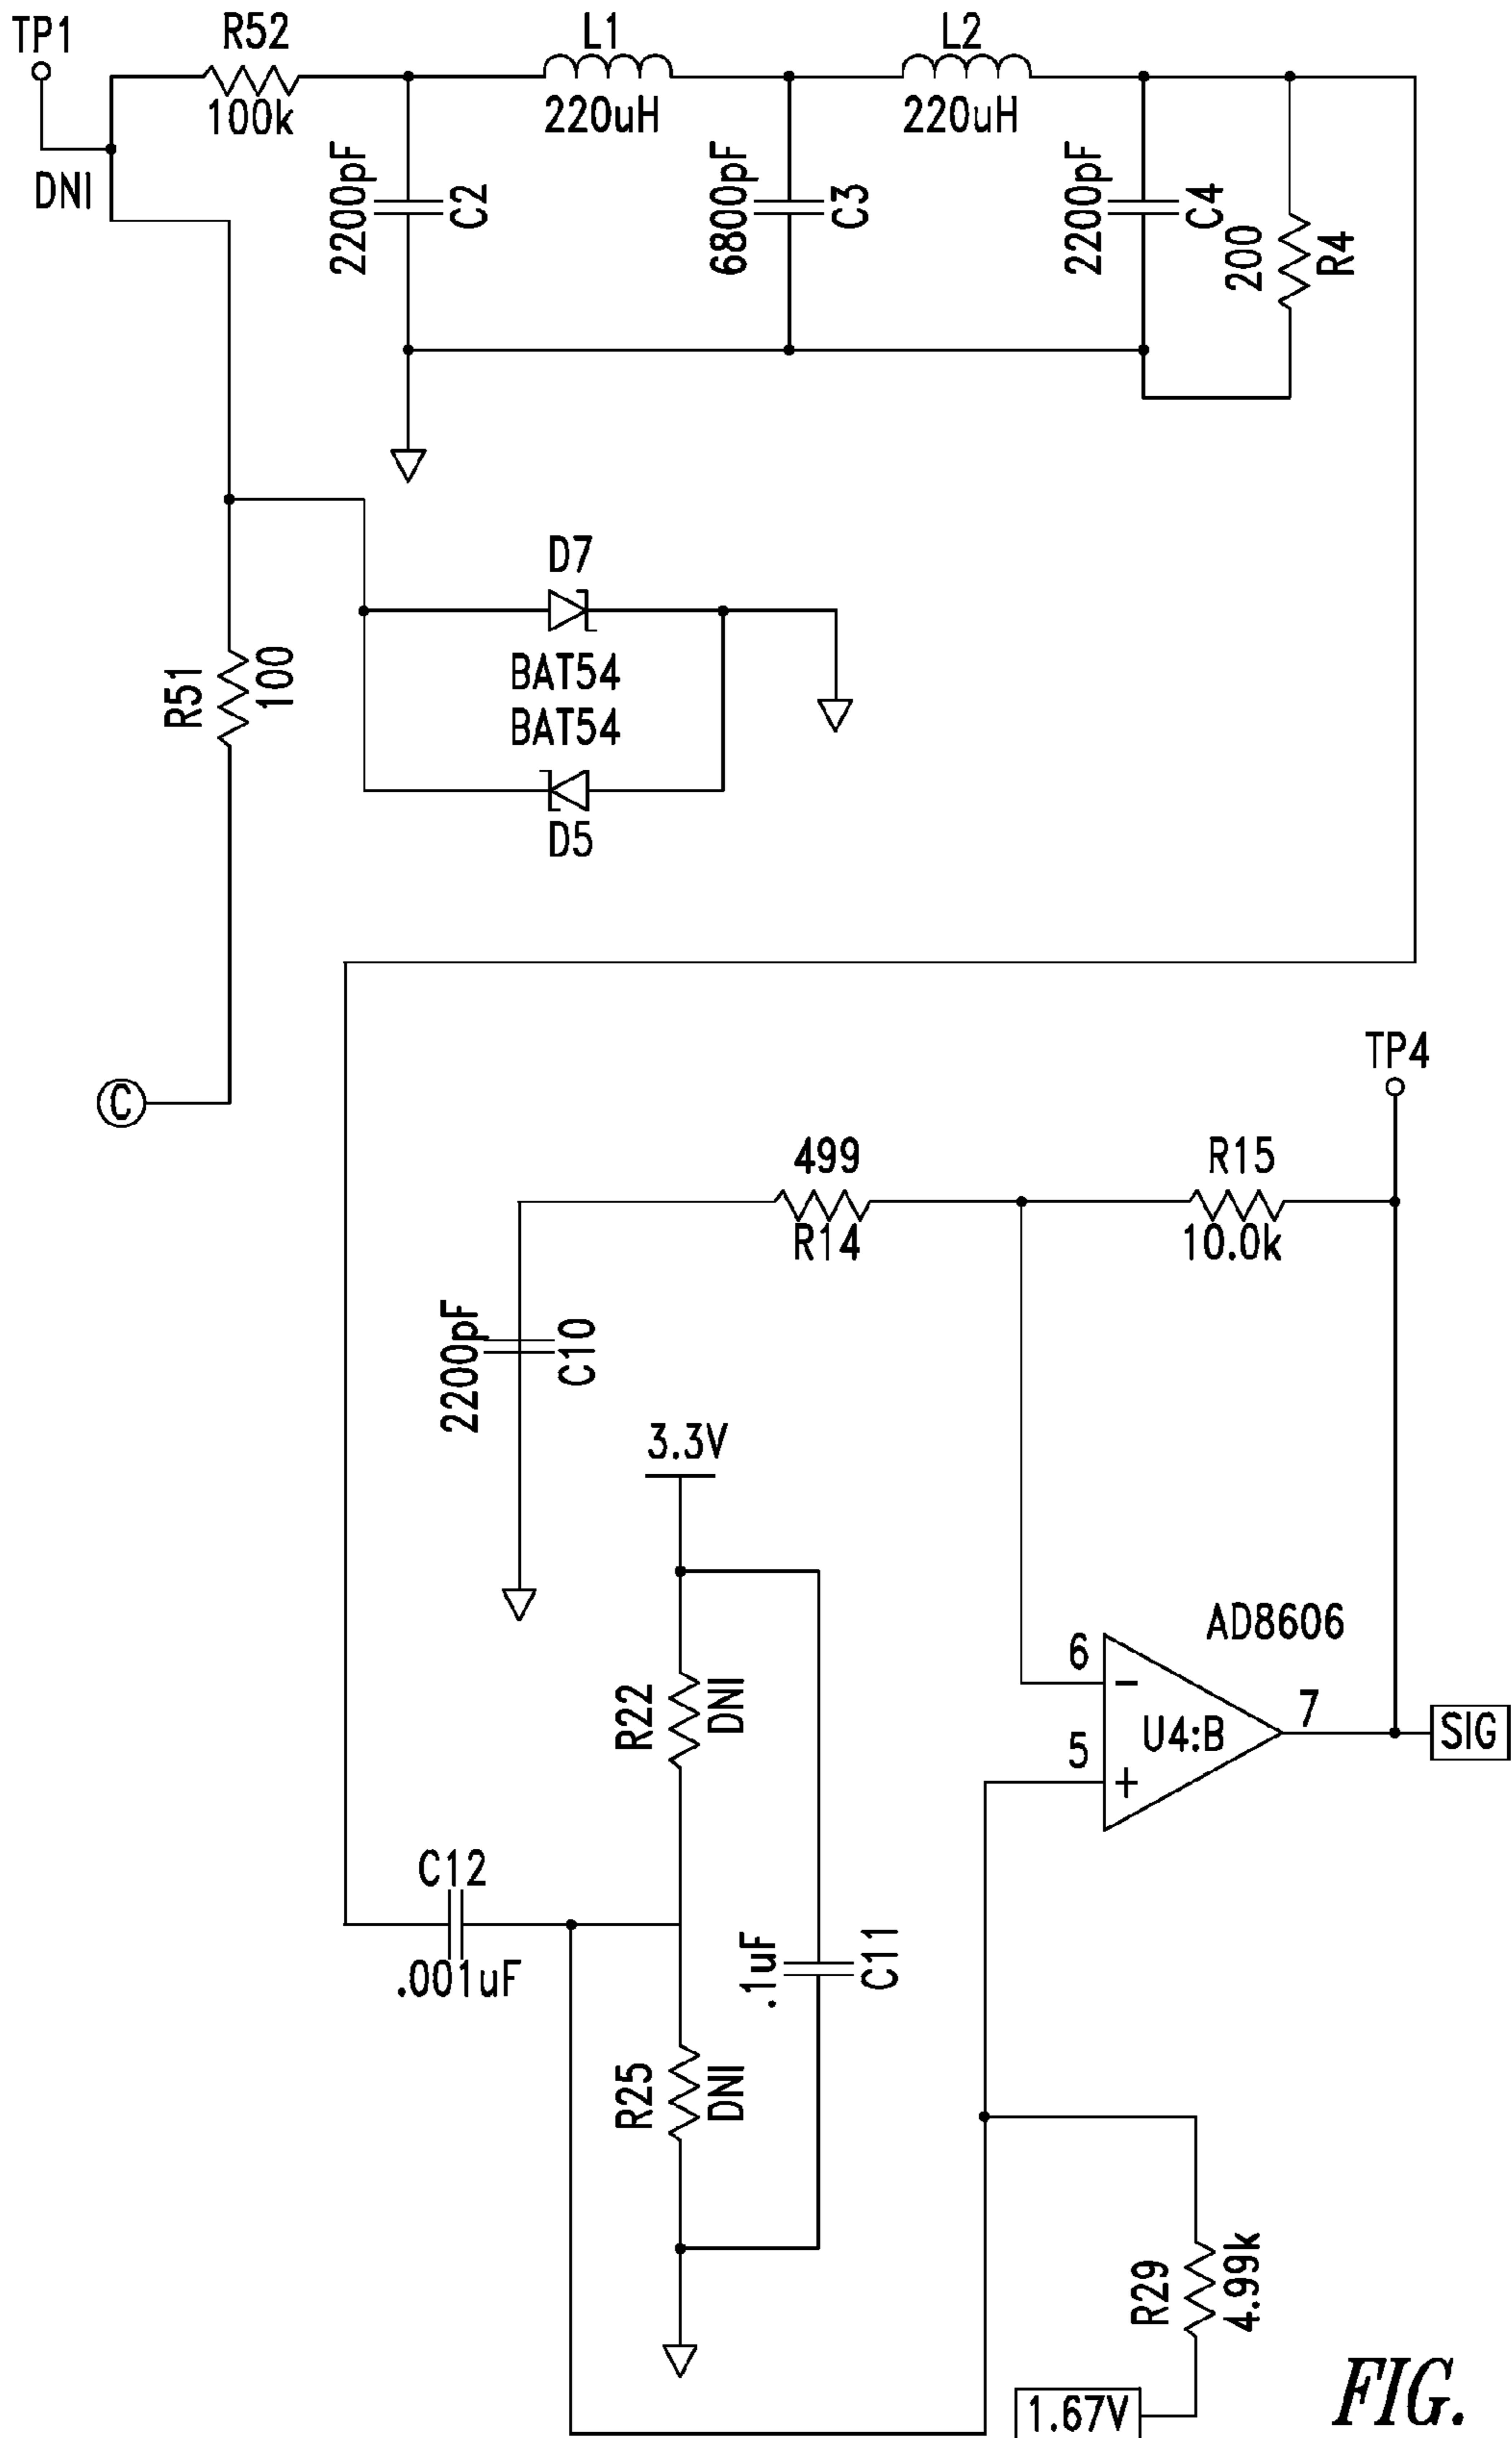 TP1
R52
100k
DNI
L1
220uH
L2
220uH
2200pF
C2
6800pF
C3
2200pF
C4
200
R4
D7
BAT54
BAT54
D5
R51
100
C
TP4
499
R14
R15
10.0k
2200pF
C10
3.3V
R22
DNI
AD8606
6
−
5
+
U4:B
7
SIG
C12
.001uF
.1uF
C11
R25
DNI
R29
4.99k
1.67V
FIG.